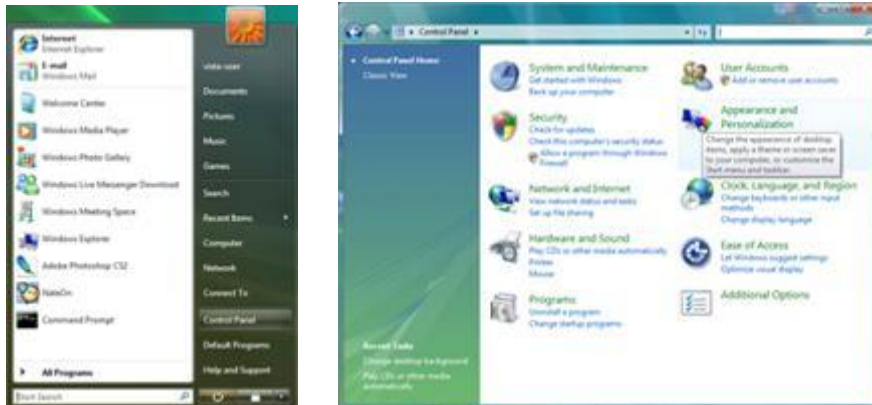 Internet
Internet Explorer
E-mail
Windows Mail
Welcome Center
Windows Media Player
Windows Photo Gallery
Windows Live Messenger Download
Windows Meeting Space
Windows Explorer
Adobe Photoshop CS2
NateOn
Command Prompt
All Programs
Start Search
vista user
Documents
Pictures
Music
Games
Search
Recent Items
Computer
Network
Connect To
Control Panel
Default Programs
Help and Support
Control Panel
Control Panel Home
Classic View
System and Maintenance
Get started with Windows
Back up your computer
Security
Check for updates
Check this computer's security status
Allow a program through Windows
Firewall
Network and Internet
View network status and tasks
Set up file sharing
Hardware and Sound
Play CDs or other media automatically
Printer
Mouse
Programs
Uninstall a program
Change startup programs
User Accounts
Add or remove user accounts
Appearance and
Personalization
Change the appearance of desktop
items, apply a theme or screen saver
to your computer, or customize the
Start menu and taskbar.
Clock, Language, and Region
Change keyboards or other input
methods
Change display language
Ease of Access
Let Windows suggest settings
Optimize visual display
Additional Options
Recent Tasks
Change desktop background
Play CDs or other media
automatically